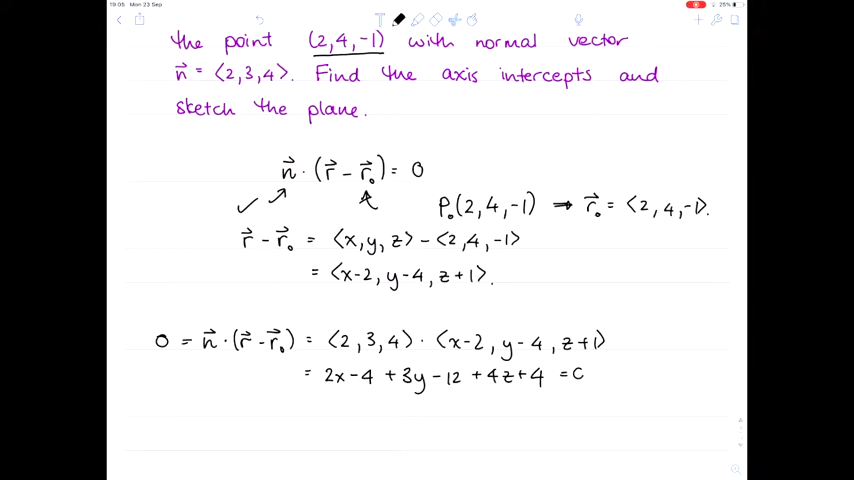 19:05 Mon 23 Sep
25%
the point (2,4,-1) with normal vector
n⃗ = ⟨2,3,4⟩. Find the axis intercepts and
sketch the plane.
n⃗ · (r⃗ - r⃗₀) = 0
P₀(2,4,-1) ⇒ r⃗₀ = ⟨2,4,-1⟩.
r⃗ - r⃗₀ = ⟨x,y,z⟩ - ⟨2,4,-1⟩
= ⟨x-2, y-4, z+1⟩.
0 = n⃗ · (r⃗ - r⃗₀) = ⟨2,3,4⟩ · ⟨x-2, y-4, z+1⟩
= 2x-4 + 3y-12 + 4z+4 = 0